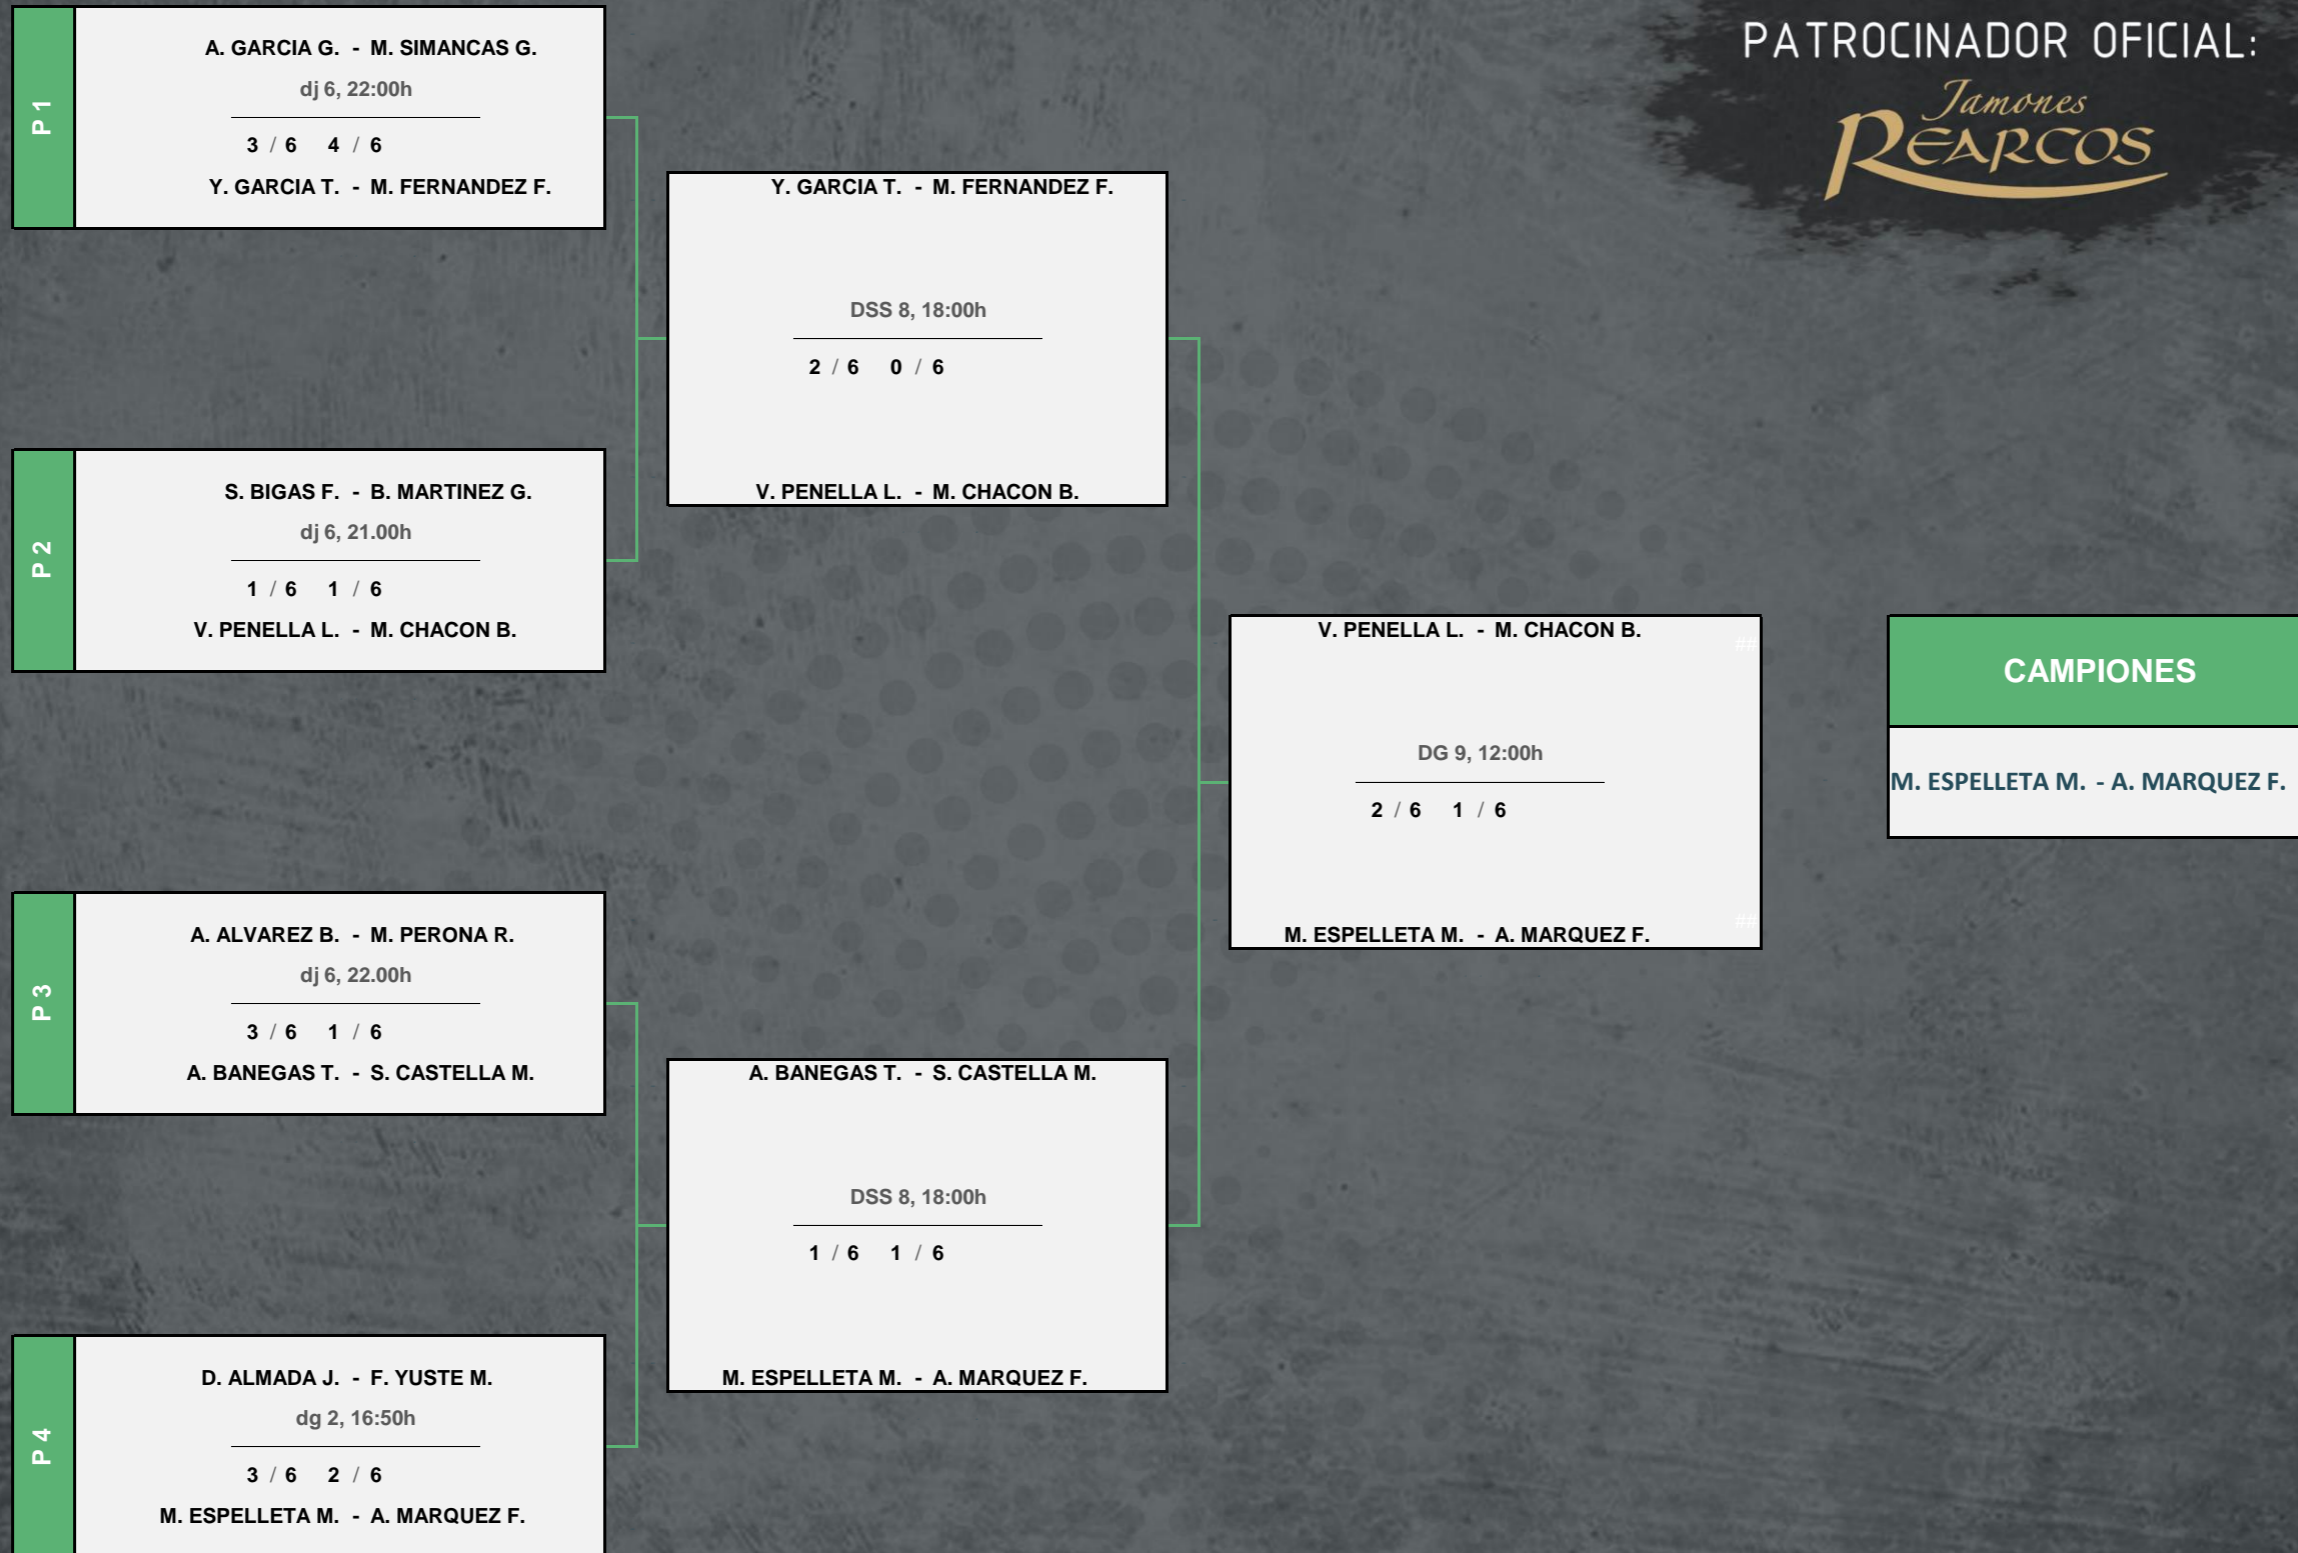 PATROCINADOR OFICIAL:
Jamones
REARCOS
P 1
A. GARCIA G. - M. SIMANCAS G.
dj 6, 22:00h
3 / 6 4 / 6
Y. GARCIA T. - M. FERNANDEZ F.
Y. GARCIA T. - M. FERNANDEZ F.
DSS 8, 18:00h
2 / 6 0 / 6
V. PENELLA L. - M. CHACON B.
P 2
S. BIGAS F. - B. MARTINEZ G.
dj 6, 21.00h
1 / 6 1 / 6
V. PENELLA L. - M. CHACON B.
V. PENELLA L. - M. CHACON B.
##
DG 9, 12:00h
2 / 6 1 / 6
##
M. ESPELLETA M. - A. MARQUEZ F.
CAMPIONES
M. ESPELLETA M. - A. MARQUEZ F.
P 3
A. ALVAREZ B. - M. PERONA R.
dj 6, 22.00h
3 / 6 1 / 6
A. BANEGAS T. - S. CASTELLA M.
A. BANEGAS T. - S. CASTELLA M.
DSS 8, 18:00h
1 / 6 1 / 6
M. ESPELLETA M. - A. MARQUEZ F.
P 4
D. ALMADA J. - F. YUSTE M.
dg 2, 16:50h
3 / 6 2 / 6
M. ESPELLETA M. - A. MARQUEZ F.